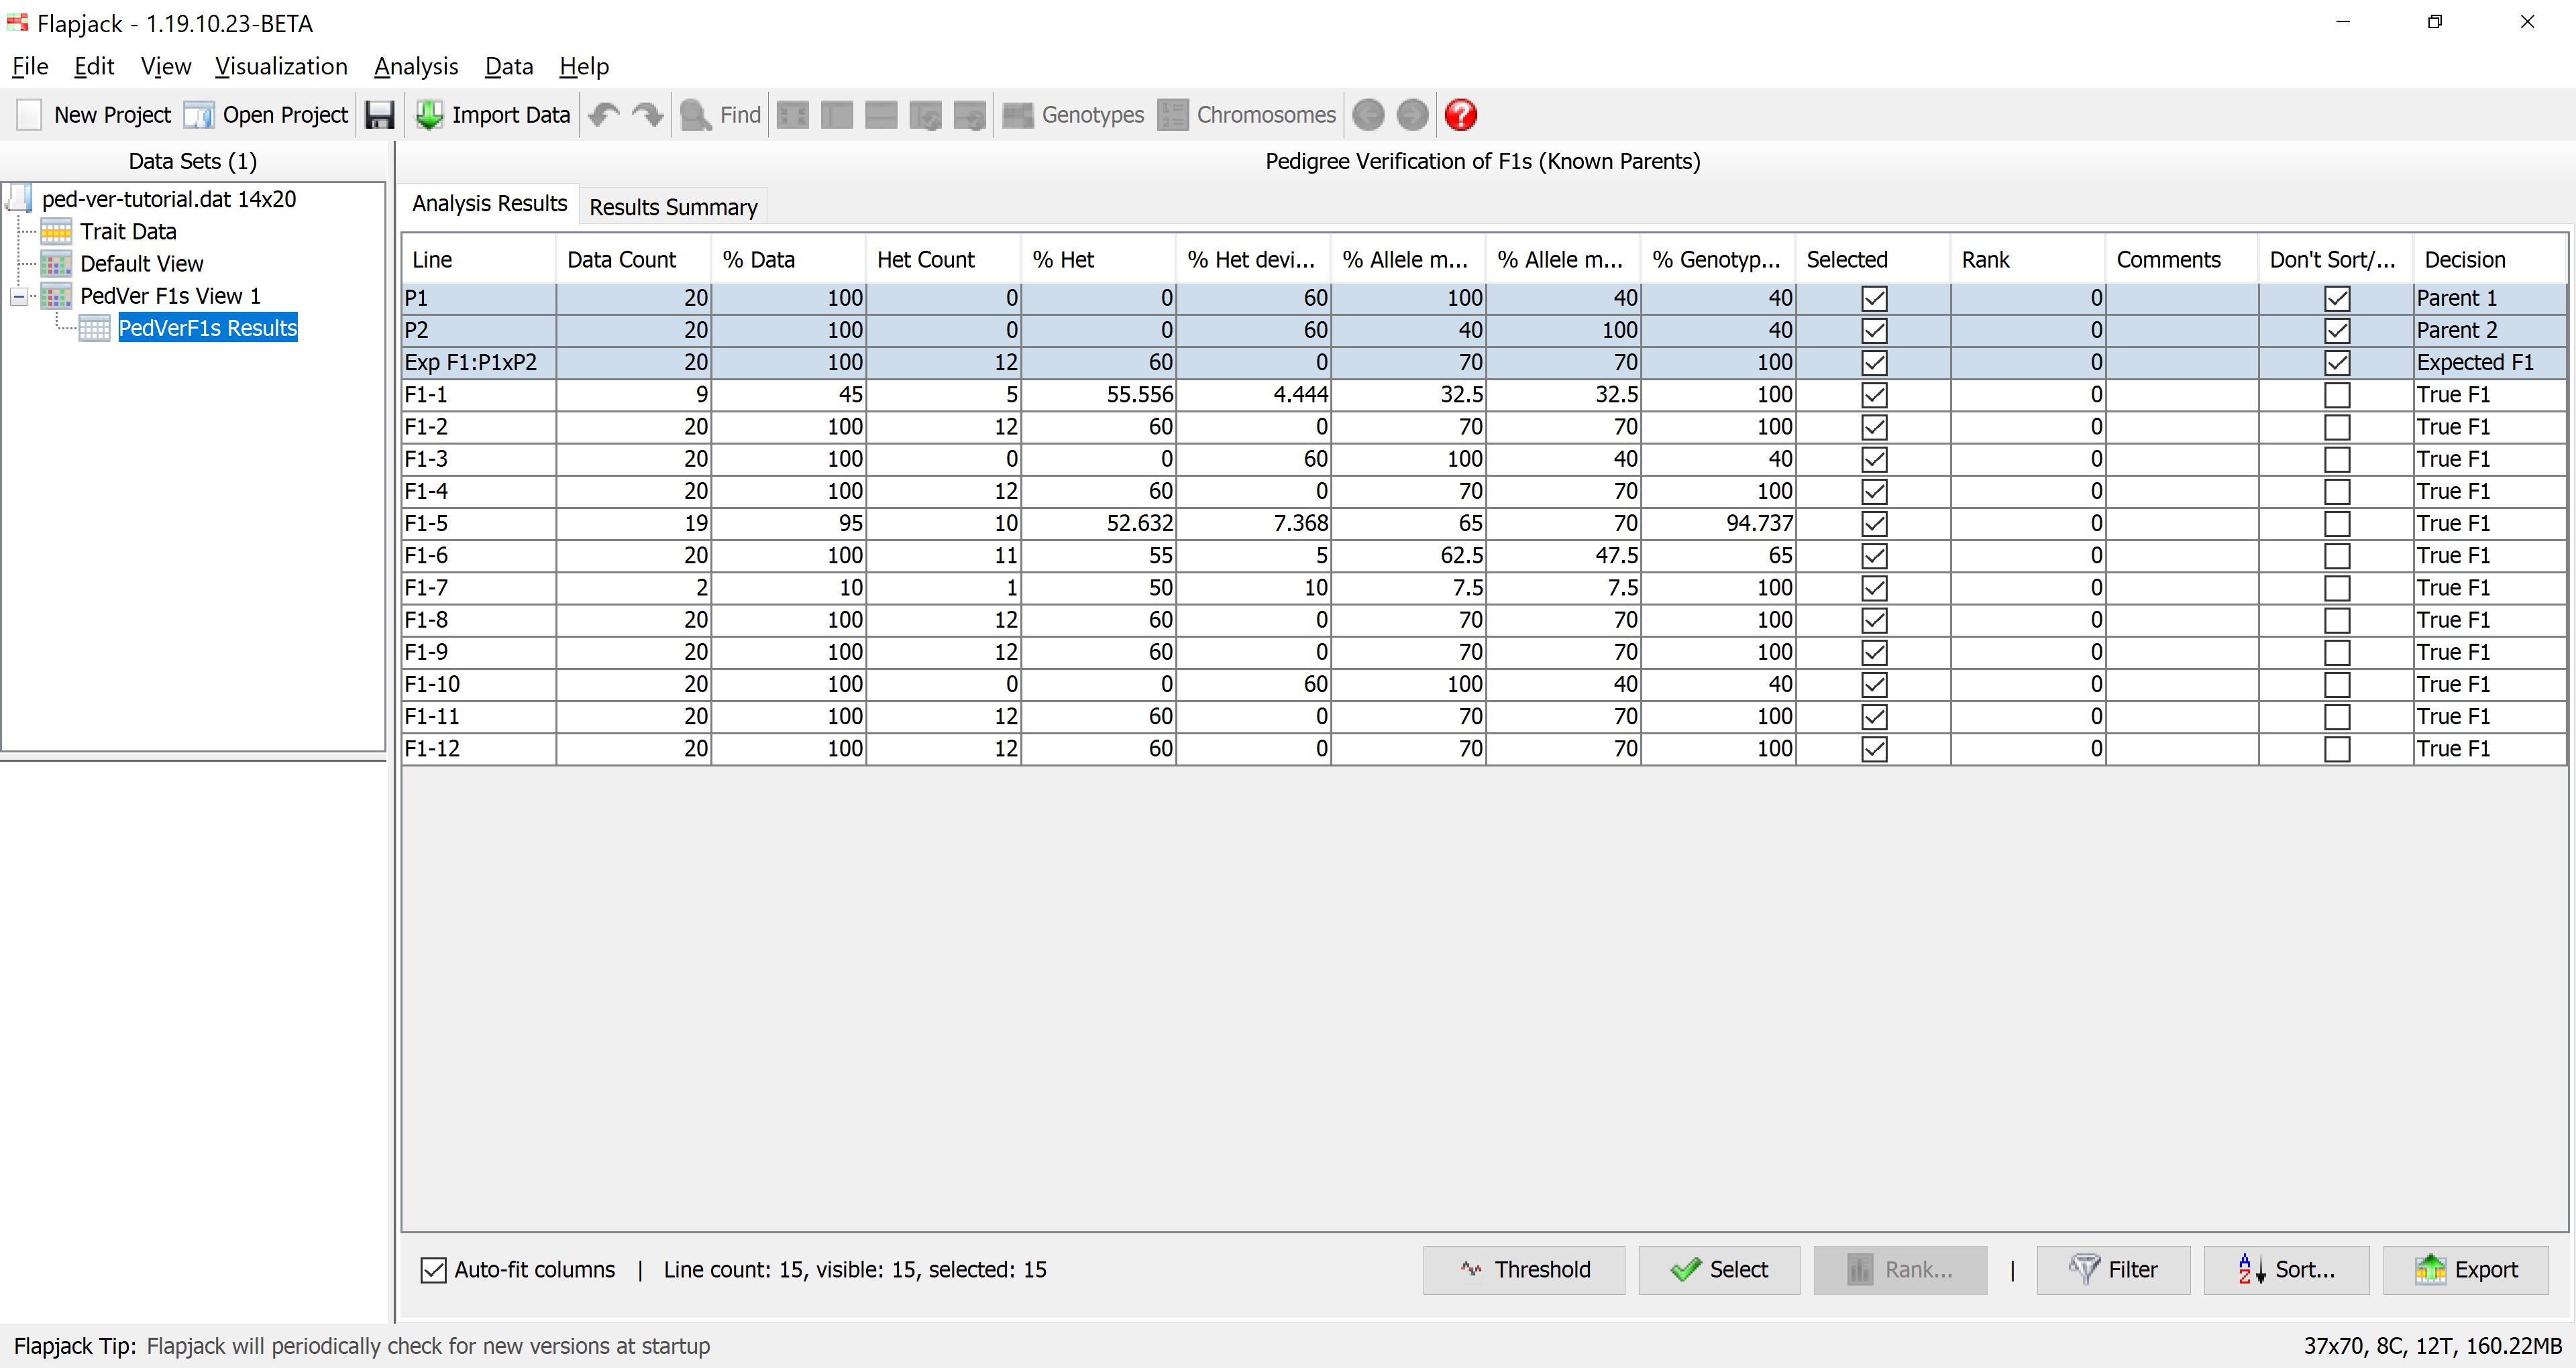 Flapjack - 1.19.10.23-BETA
File Edit View Visualization Analysis Data Help
New Project Open Project Import Data Find Genotypes Chromosomes
Data Sets (1)
Pedigree Verification of F1s (Known Parents)
ped-ver-tutorial.dat 14x20
Trait Data
Default View
PedVer F1s View 1
PedVerF1s Results
Analysis Results Results Summary
Line Data Count % Data Het Count % Het % Het devi... % Allele m... % Allele m... % Genotyp... Selected Rank Comments Don't Sort/... Decision
P1 20 100 0 0 60 100 40 40 0 Parent 1
P2 20 100 0 0 60 40 100 40 0 Parent 2
Exp F1:P1xP2 20 100 12 60 0 70 70 100 0 Expected F1
F1-1 9 45 5 55.556 4.444 32.5 32.5 100 0 True F1
F1-2 20 100 12 60 0 70 70 100 0 True F1
F1-3 20 100 0 0 60 100 40 40 0 True F1
F1-4 20 100 12 60 0 70 70 100 0 True F1
F1-5 19 95 10 52.632 7.368 65 70 94.737 0 True F1
F1-6 20 100 11 55 5 62.5 47.5 65 0 True F1
F1-7 2 10 1 50 10 7.5 7.5 100 0 True F1
F1-8 20 100 12 60 0 70 70 100 0 True F1
F1-9 20 100 12 60 0 70 70 100 0 True F1
F1-10 20 100 0 0 60 100 40 40 0 True F1
F1-11 20 100 12 60 0 70 70 100 0 True F1
F1-12 20 100 12 60 0 70 70 100 0 True F1
Auto-fit columns | Line count: 15, visible: 15, selected: 15 Threshold Select Rank... | Filter Sort... Export
Flapjack Tip: Flapjack will periodically check for new versions at startup
37x70, 8C, 12T, 160.22MB